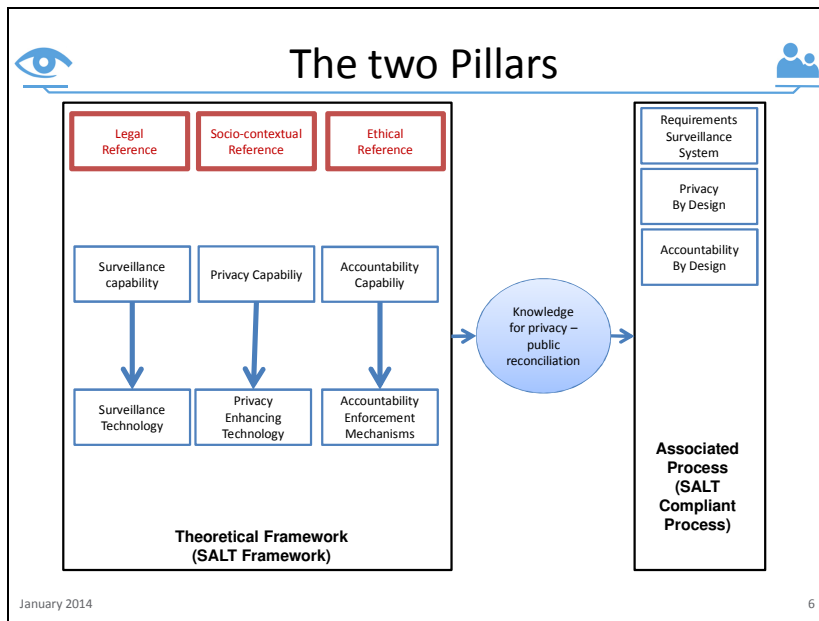 The two Pillars
Legal
Reference
Socio-contextual
Reference
Ethical
Reference
Surveillance
capability
Privacy Capabiliy
Accountability
Capabiliy
Surveillance
Technology
Privacy
Enhancing
Technology
Accountability
Enforcement
Mechanisms
Theoretical Framework
(SALT Framework)
Knowledge
for privacy –
public
reconciliation
Requirements
Surveillance
System
Privacy
By Design
Accountability
By Design
Associated
Process
(SALT
Compliant
Process)
January 2014
6